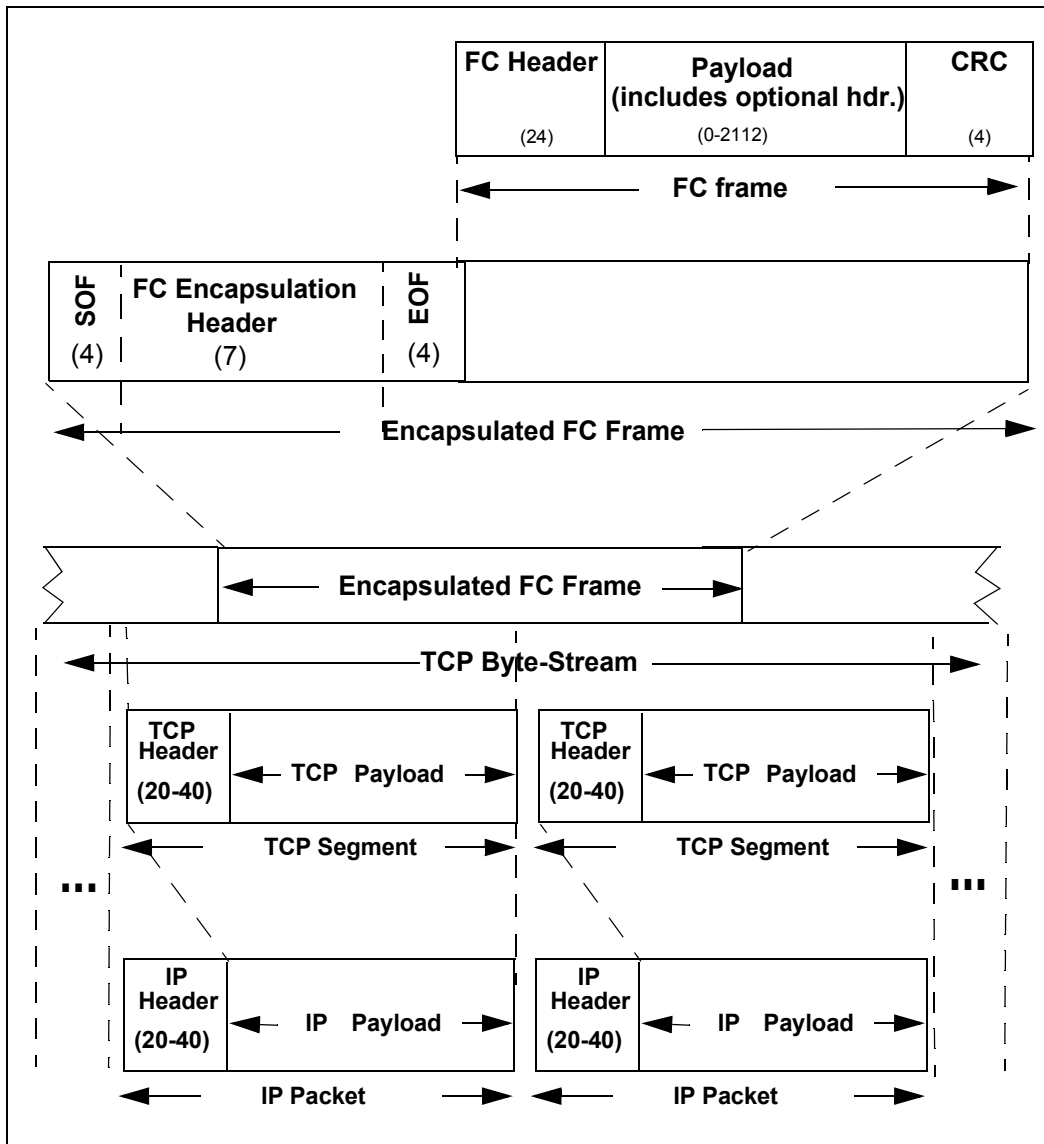 FC Header
(24)
Payload
(includes optional hdr.)
(0-2112)
CRC
(4)
FC frame
SOF
(4)
FC Encapsulation
Header
(7)
EOF
(4)
Encapsulated FC Frame
Encapsulated FC Frame
TCP Byte-Stream
TCP
Header
(20-40)
TCP Payload
TCP
Header
(20-40)
TCP Payload
TCP Segment
TCP Segment
...
...
IP
Header
(20-40)
IP Payload
IP
Header
(20-40)
IP Payload
IP Packet
IP Packet